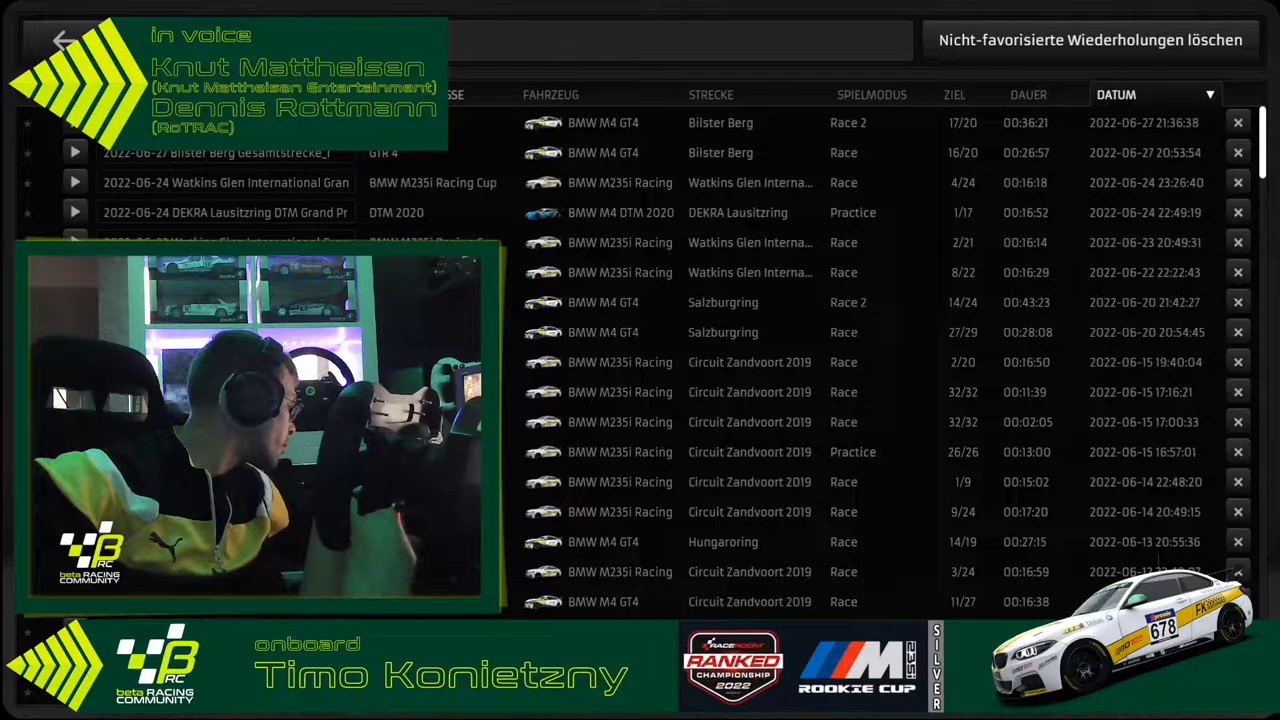 in voice
Knut Mattheisen
(Knut Mattheisen Entertainment)
Dennis Rottmann
(RoTRAC)
Nicht-favorisierte Wiederholungen löschen
SSE FAHRZEUG STRECKE SPIELMODUS ZIEL DAUER DATUM
BMW M4 GT4 Bilster Berg Race 2 17/20 00:36:21 2022-06-27 21:36:38
2022-06-27 Bilster Berg Gesamtstrecke_1 GTR 4 BMW M4 GT4 Bilster Berg Race 16/20 00:26:57 2022-06-27 20:53:54
2022-06-24 Watkins Glen International Gran BMW M235i Racing Cup BMW M235i Racing Watkins Glen Interna... Race 4/24 00:16:18 2022-06-24 23:26:40
2022-06-24 DEKRA Lausitzring DTM Grand Pr DTM 2020 BMW M4 DTM 2020 DEKRA Lausitzring Practice 1/17 00:16:52 2022-06-24 22:49:19
BMW M235i Racing Watkins Glen Interna... Race 2/21 00:16:14 2022-06-23 20:49:31
BMW M235i Racing Watkins Glen Interna... Race 8/22 00:16:29 2022-06-22 22:22:43
BMW M4 GT4 Salzburgring Race 2 14/24 00:43:23 2022-06-20 21:42:27
BMW M4 GT4 Salzburgring Race 27/29 00:28:08 2022-06-20 20:54:45
BMW M235i Racing Circuit Zandvoort 2019 Race 2/20 00:16:50 2022-06-15 19:40:04
BMW M235i Racing Circuit Zandvoort 2019 Race 32/32 00:11:39 2022-06-15 17:16:21
BMW M235i Racing Circuit Zandvoort 2019 Race 32/32 00:02:05 2022-06-15 17:00:33
BMW M235i Racing Circuit Zandvoort 2019 Practice 26/26 00:13:00 2022-06-15 16:57:01
BMW M235i Racing Circuit Zandvoort 2019 Race 1/9 00:15:02 2022-06-14 22:48:20
BMW M235i Racing Circuit Zandvoort 2019 Race 9/24 00:17:20 2022-06-14 20:49:15
BMW M4 GT4 Hungaroring Race 14/19 00:27:15 2022-06-13 20:55:36
BMW M235i Racing Circuit Zandvoort 2019 Race 3/24 00:16:59
BMW M4 GT4 Circuit Zandvoort 2019 Race 11/27 00:16:38
BRC
beta RACING
COMMUNITY
onboard
Timo Konietzny
BRC
beta RACING
COMMUNITY
RACEROOM
RANKED
CHAMPIONSHIP
2022
M 235i
ROOKIE CUP
SILVER
678